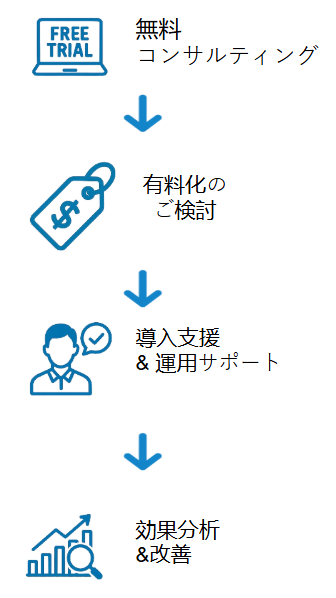 FREE
TRIAL
無料
コンサルティング
有料化の
ご検討
$
導入支援
& 運用サポート
効果分析
&改善